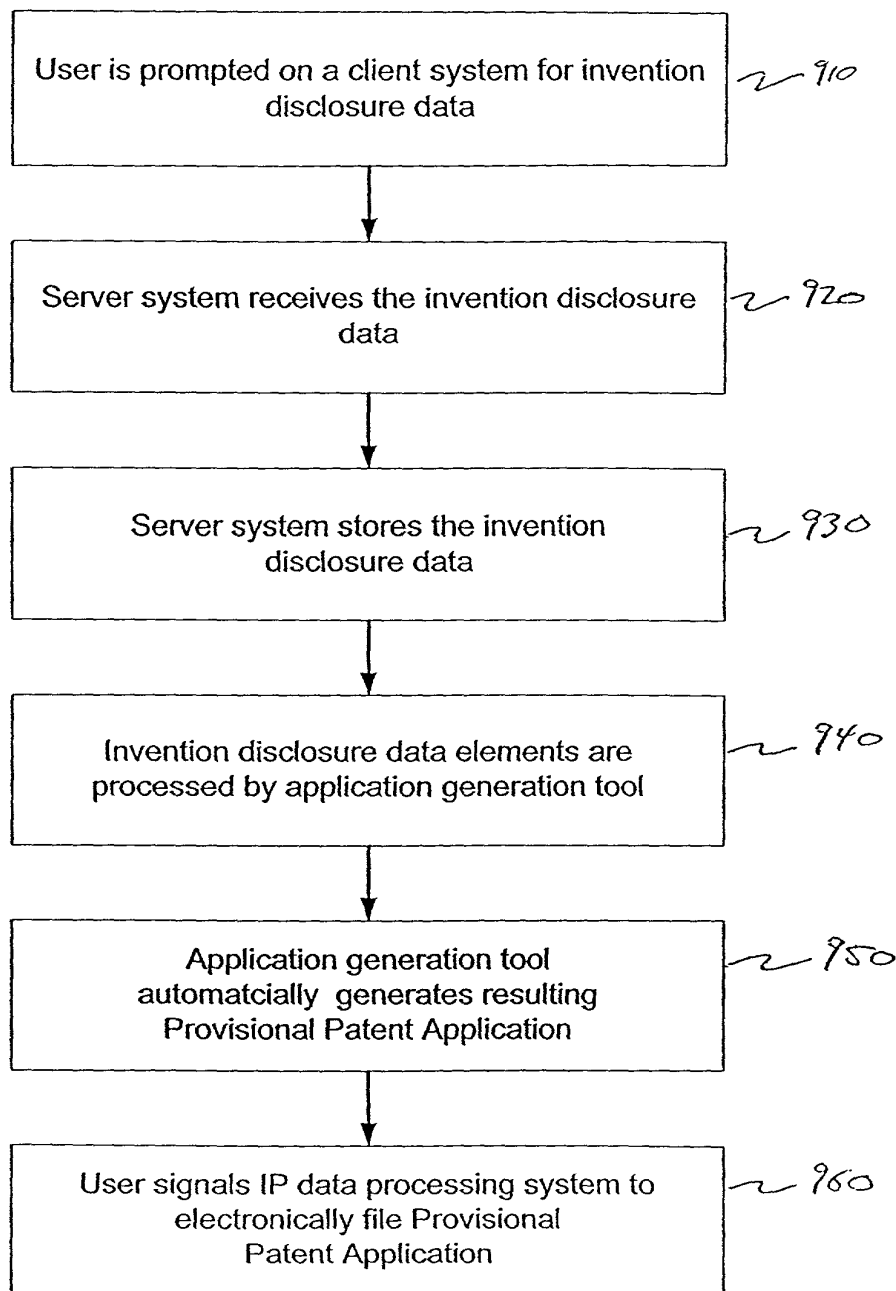 User is prompted on a client system for invention
disclosure data
910
Server system receives the invention disclosure
data
920
Server system stores the invention
disclosure data
930
Invention disclosure data elements are
processed by application generation tool
940
Application generation tool
automatcially generates resulting
Provisional Patent Application
950
User signals IP data processing system to
electronically file Provisional
Patent Application
960